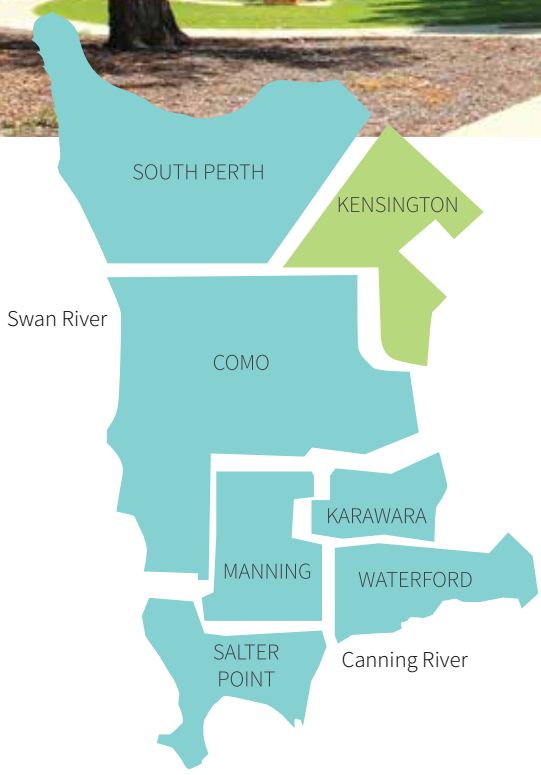 SOUTH PERTH
KENSINGTON
Swan River
COMO
KARAWARA
MANNING
WATERFORD
SALTER
POINT
Canning River